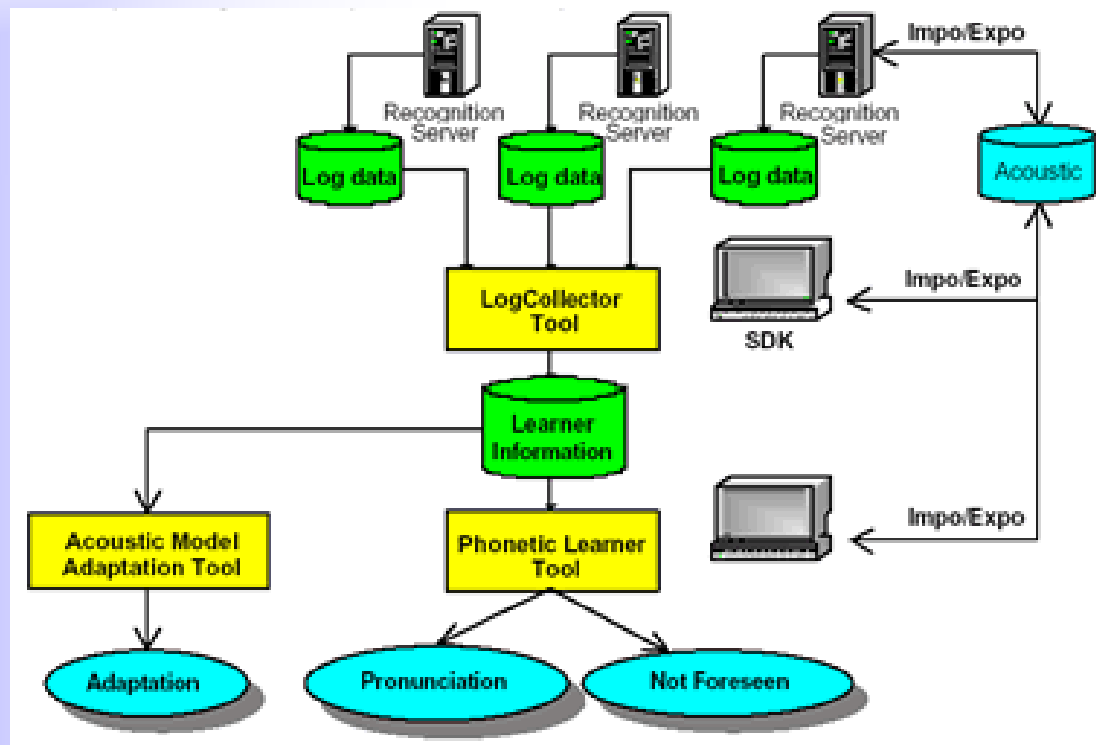 Impo/Expo
Recognition
Server
Recognition
Server
Recognition
Server
Log data
Log data
Log data
Acoustic
LogCollector
Tool
Impo/Expo
SDK
Learner
Information
Acoustic Model
Adaptation Tool
Phonetic Learner
Tool
Impo/Expo
Adaptation
Pronunciation
Not Foreseen